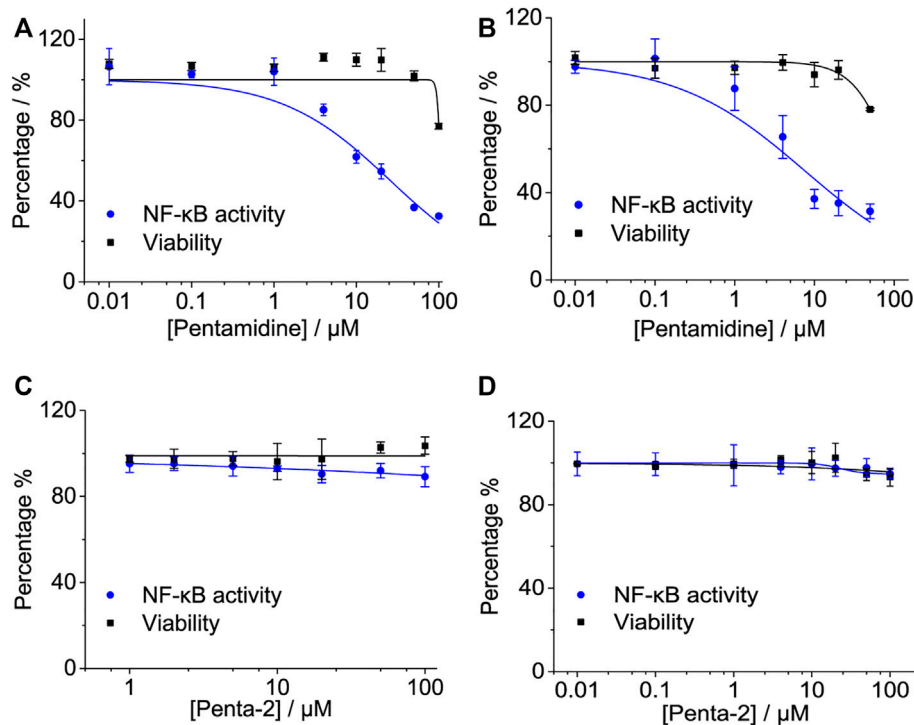 A
120
80
40
0
Percentage / %
NF-κB activity
Viability
0.01
0.1
1
10
100
[Pentamidine] / µM
B
120
80
40
0
Percentage / %
NF-κB activity
Viability
0.01
0.1
1
10
100
[Pentamidine] / µM
C
120
80
40
0
Percentage %
NF-κB activity
Viability
1
10
100
[Penta-2] / µM
D
120
80
40
0
Percentage %
NF-κB activity
Viability
0.01
0.1
1
10
100
[Penta-2] / µM